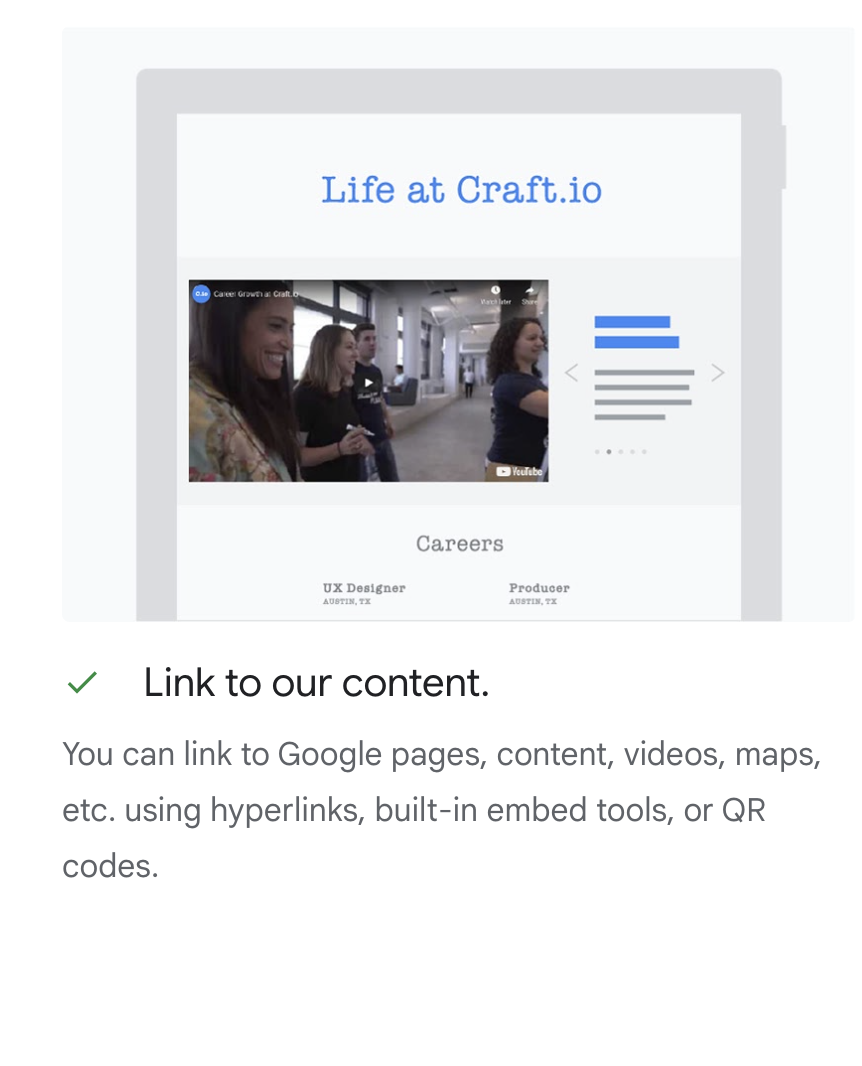 Life at Craft.io
C.io Career Growth at Craft.io
Watch later Share
YouTube
Careers
UX Designer Producer
AUSTIN, TX AUSTIN, TX
Link to our content.
You can link to Google pages, content, videos, maps,
etc. using hyperlinks, built-in embed tools, or QR
codes.